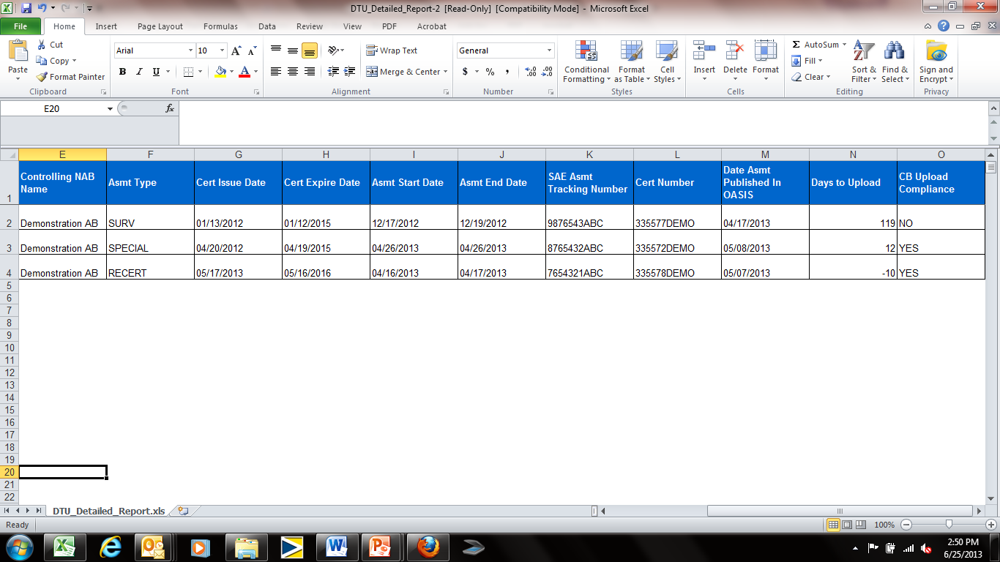 DTU_Detailed_Report-2 [Read-Only] [Compatibility Mode] - Microsoft Excel
File Home Insert Page Layout Formulas Data Review View PDF Acrobat
Paste
Cut
Copy
Format Painter
Clipboard
Arial 10
B I U
Font
Wrap Text
Merge & Center
Alignment
General
$ % ,
Number
Conditional Formatting
Format as Table
Cell Styles
Styles
Insert
Delete
Format
Cells
Σ AutoSum
Fill
Clear
Sort & Filter
Find & Select
Editing
Sign and Encrypt
Privacy
E20 fx
E F G H I J K L M N O
1 Controlling NAB Name Asmt Type Cert Issue Date Cert Expire Date Asmt Start Date Asmt End Date SAE Asmt Tracking Number Cert Number Date Asmt Published In OASIS Days to Upload CB Upload Compliance
2 Demonstration AB SURV 01/13/2012 01/12/2015 12/17/2012 12/19/2012 9876543ABC 335577DEMO 04/17/2013 119 NO
3 Demonstration AB SPECIAL 04/20/2012 04/19/2015 04/26/2013 04/26/2013 8765432ABC 335572DEMO 05/08/2013 12 YES
4 Demonstration AB RECERT 05/17/2013 05/16/2016 04/16/2013 04/17/2013 7654321ABC 335578DEMO 05/07/2013 -10 YES
5
6
7
8
9
10
11
12
13
14
15
16
17
18
19
20
21
22
DTU_Detailed_Report.xls
Ready 100%
2:50 PM
6/25/2013